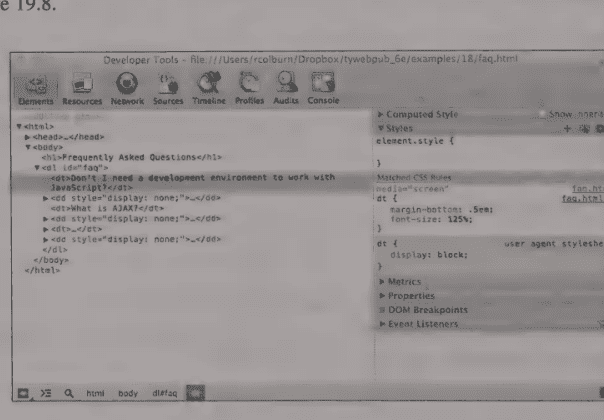 e 19.8.
Developer Tools - file:///Users/rcolburn/Dropbox/tywebpub_6e/examples/18/faq.html
Elements Resources Network Sources Timeline Profiles Audits Console
▼<html>
▶<head>…</head>
▼<body>
<h1>Frequently Asked Questions</h1>
▼<dl id="faq">
<dt>Don't I need a development environment to work with
JavaScript?</dt>
▶<dd style="display: none;">…</dd>
<dt>What is AJAX?</dt>
▶<dd style="display: none;">…</dd>
▶<dt>…</dt>
▶<dd style="display: none;">…</dd>
</dl>
</body>
</html>
html body dl#faq
▶ Computed Style Show inheri
▼ Styles
element.style {
}
Matched CSS Rules
media="screen" faq.ht
dt { faq.html
margin-bottom: .5em;
font-size: 125%;
}
dt { user agent styleshe
display: block;
}
▶ Metrics
▶ Properties
DOM Breakpoints
▶ Event Listeners